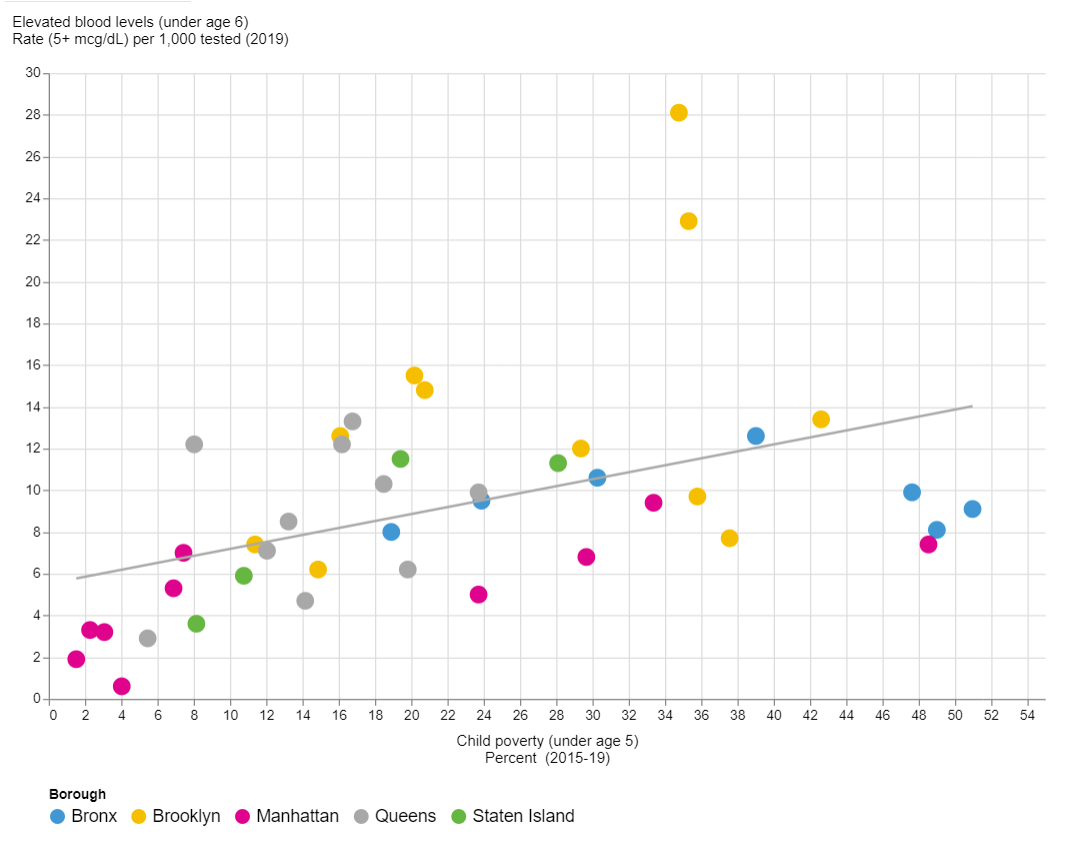 Elevated blood levels (under age 6)
Rate (5+ mcg/dL) per 1,000 tested (2019)
30
28
26
24
22
20
18
16
14
12
10
8
6
4
2
0
0 2 4 6 8 10 12 14 16 18 20 22 24 26 28 30 32 34 36 38 40 42 44 46 48 50 52 54
Child poverty (under age 5)
Percent (2015-19)
Borough
Bronx Brooklyn Manhattan Queens Staten Island